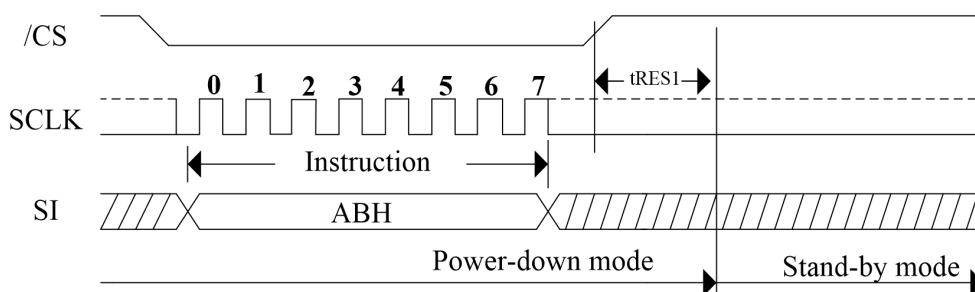 /CS
tRES1
0 1 2 3 4 5 6 7
SCLK
Instruction
SI
ABH
Power-down mode
Stand-by mode